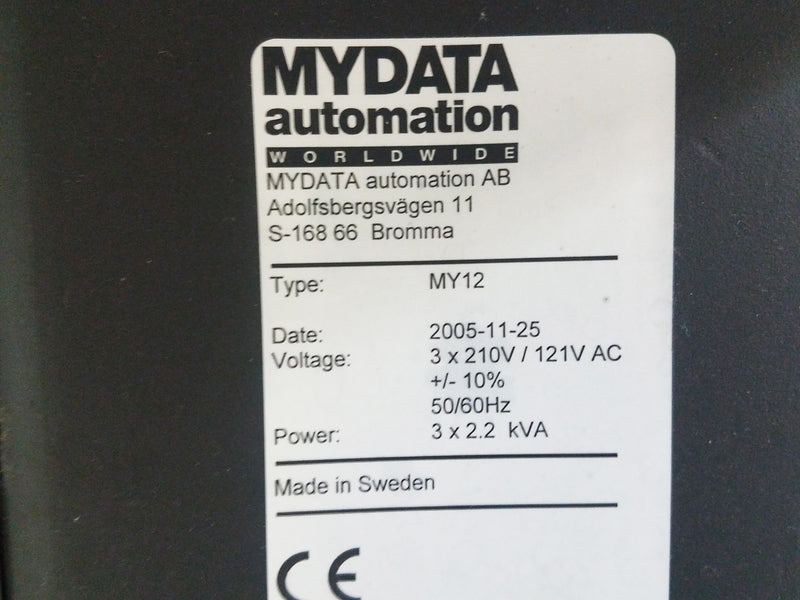 MYDATA
automation
WORLDWIDE
MYDATA automation AB
Adolfsbergsvägen 11
S-168 66 Bromma
Type: MY12
Date: 2005-11-25
Voltage: 3 x 210V / 121V AC
+/- 10%
50/60Hz
Power: 3 x 2.2 kVA
Made in Sweden
CE